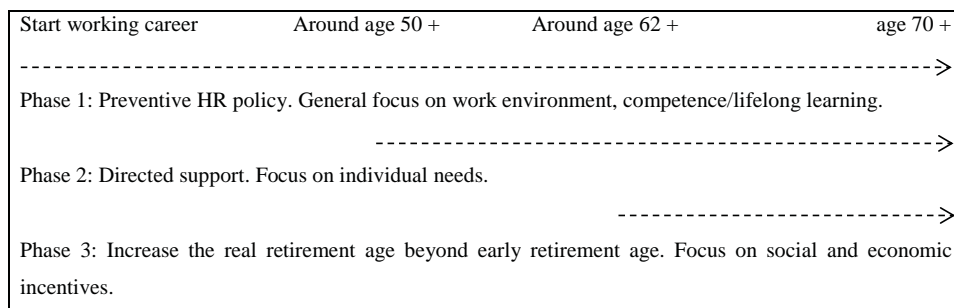 Start working career Around age 50 + Around age 62 + age 70 +
Phase 1: Preventive HR policy. General focus on work environment, competence/lifelong learning.
Phase 2: Directed support. Focus on individual needs.
Phase 3: Increase the real retirement age beyond early retirement age. Focus on social and economic
incentives.